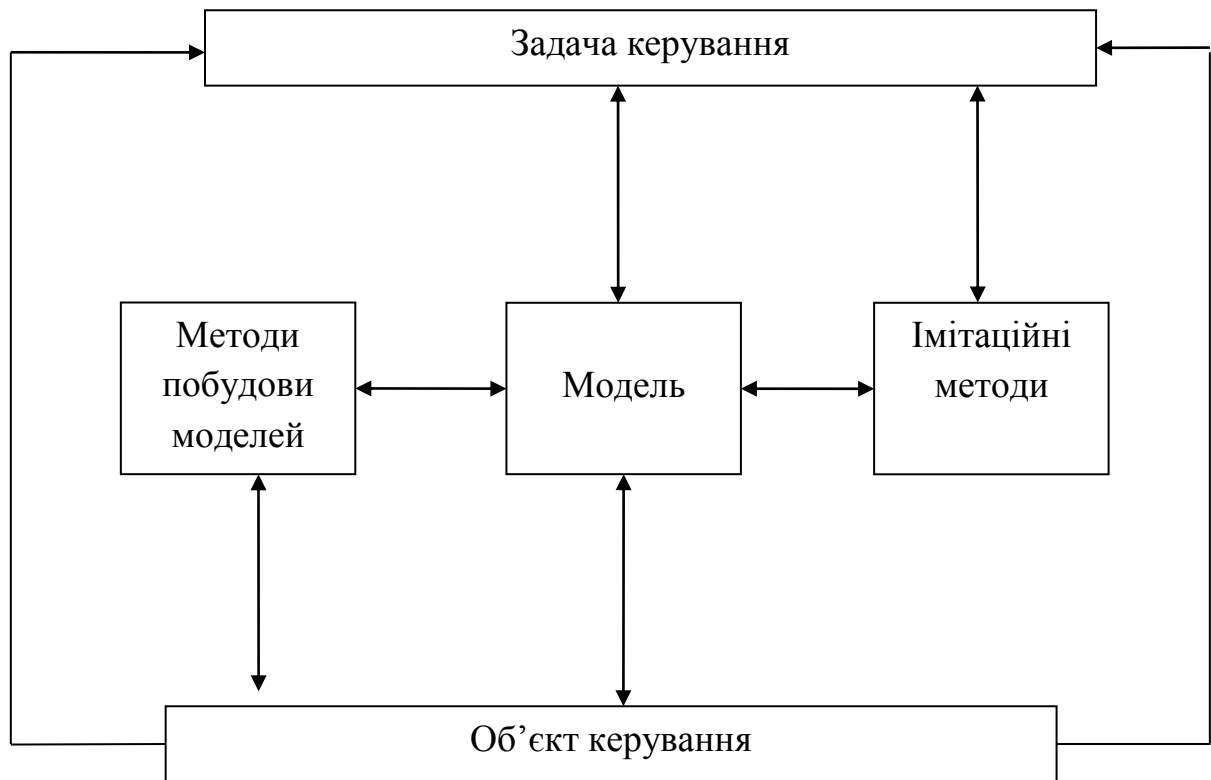 Задача керування
Методи
побудови
моделей
Модель
Імітаційні
методи
Об’єкт керування